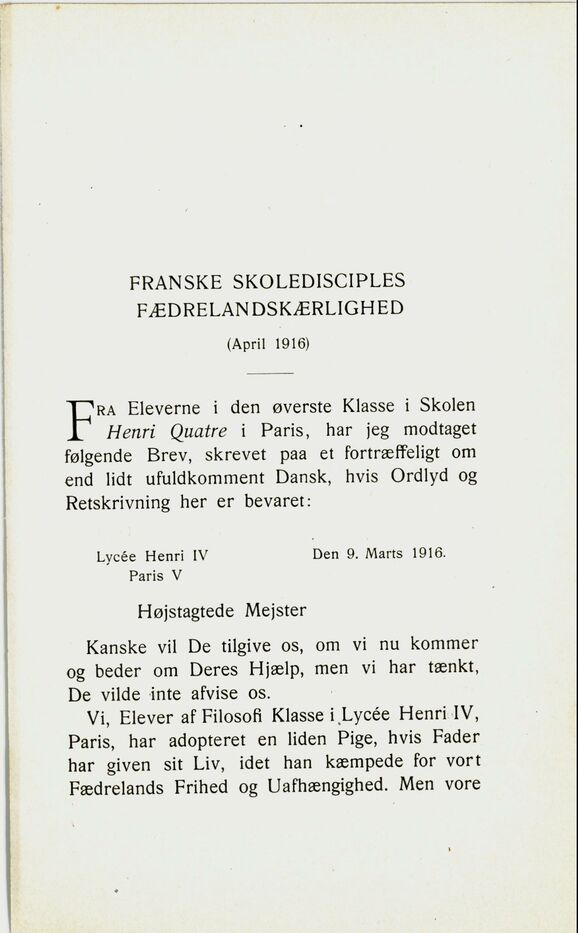 FRANSKE SKOLEDISCIPLES
FÆDRELANDSKÆRLIGHED
(April 1916)
FRA Eleverne i den øverste Klasse i Skolen
Henri Quatre i Paris, har jeg modtaget
følgende Brev, skrevet paa et fortræffeligt om
end lidt ufuldkomment Dansk, hvis Ordlyd og
Retskrivning her er bevaret:
Lycée Henri IV Den 9. Marts 1916.
Paris V
Højstagtede Mejster
Kanske vil De tilgive os, om vi nu kommer
og beder om Deres Hjælp, men vi har tænkt,
De vilde inte afvise os.
Vi, Elever af Filosofi Klasse i Lycée Henri IV,
Paris, har adopteret en liden Pige, hvis Fader
har given sit Liv, idet han kæmpede for vort
Fædrelands Frihed og Uafhængighed. Men vore